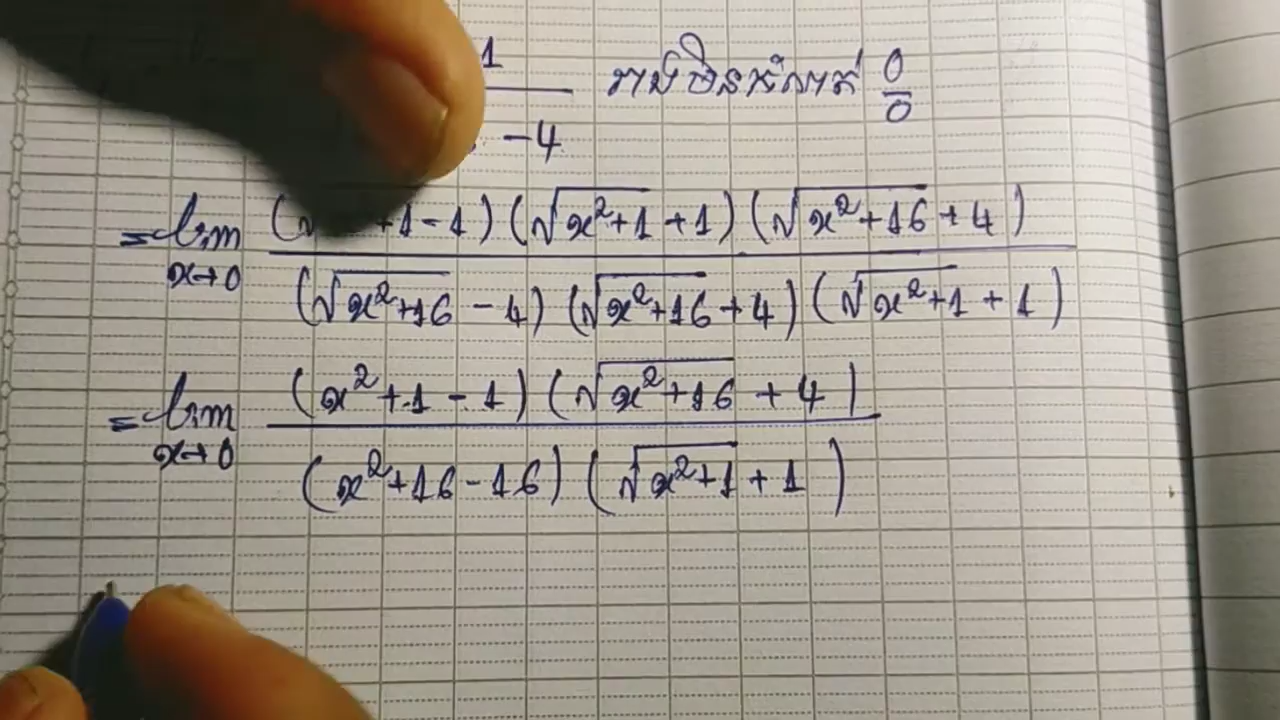 1 រាងមិនកំណត់ 0/0
-4
=lim x→0 (√ +1-1)(√x²+1 +1)(√x²+16 +4) / (√x²+16 -4)(√x²+16 +4)(√x²+1 +1)
=lim x→0 (x²+1-1)(√x²+16 +4) / (x²+16-16)(√x²+1 +1)